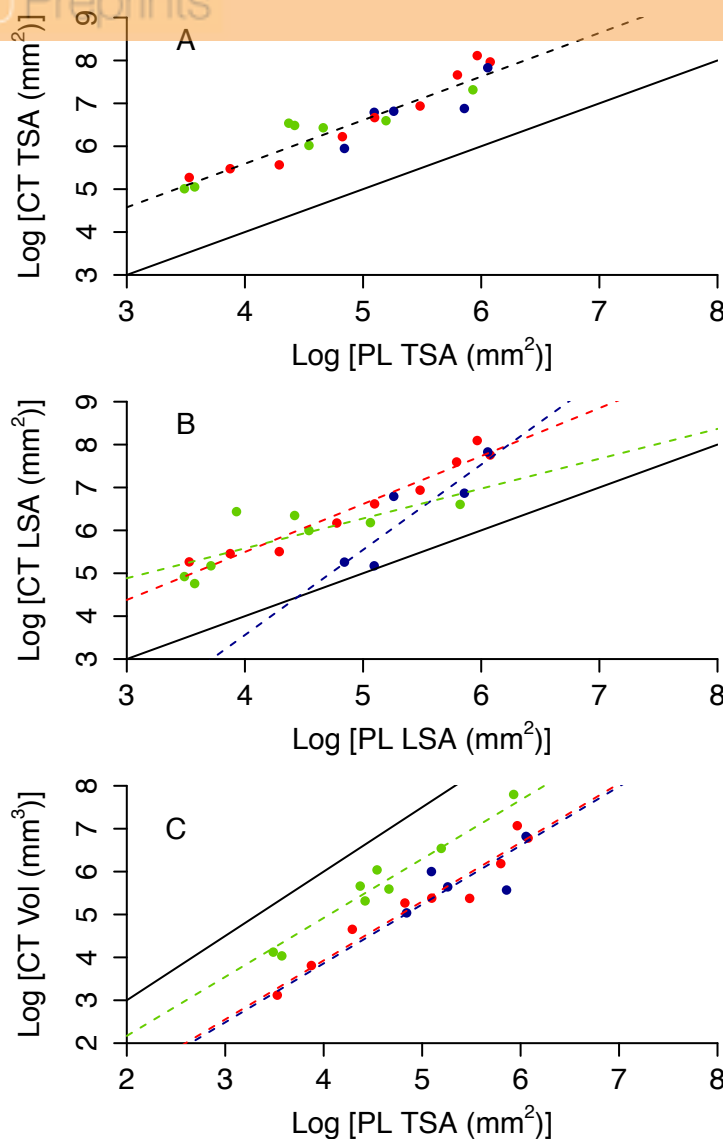 Preprints
A
Log [CT TSA (mm²)]
3 4 5 6 7 8 9
3 4 5 6 7 8
Log [PL TSA (mm²)]
B
Log [CT LSA (mm²)]
3 4 5 6 7 8 9
3 4 5 6 7 8
Log [PL LSA (mm²)]
C
Log [CT Vol (mm³)]
2 3 4 5 6 7 8
2 3 4 5 6 7 8
Log [PL TSA (mm²)]